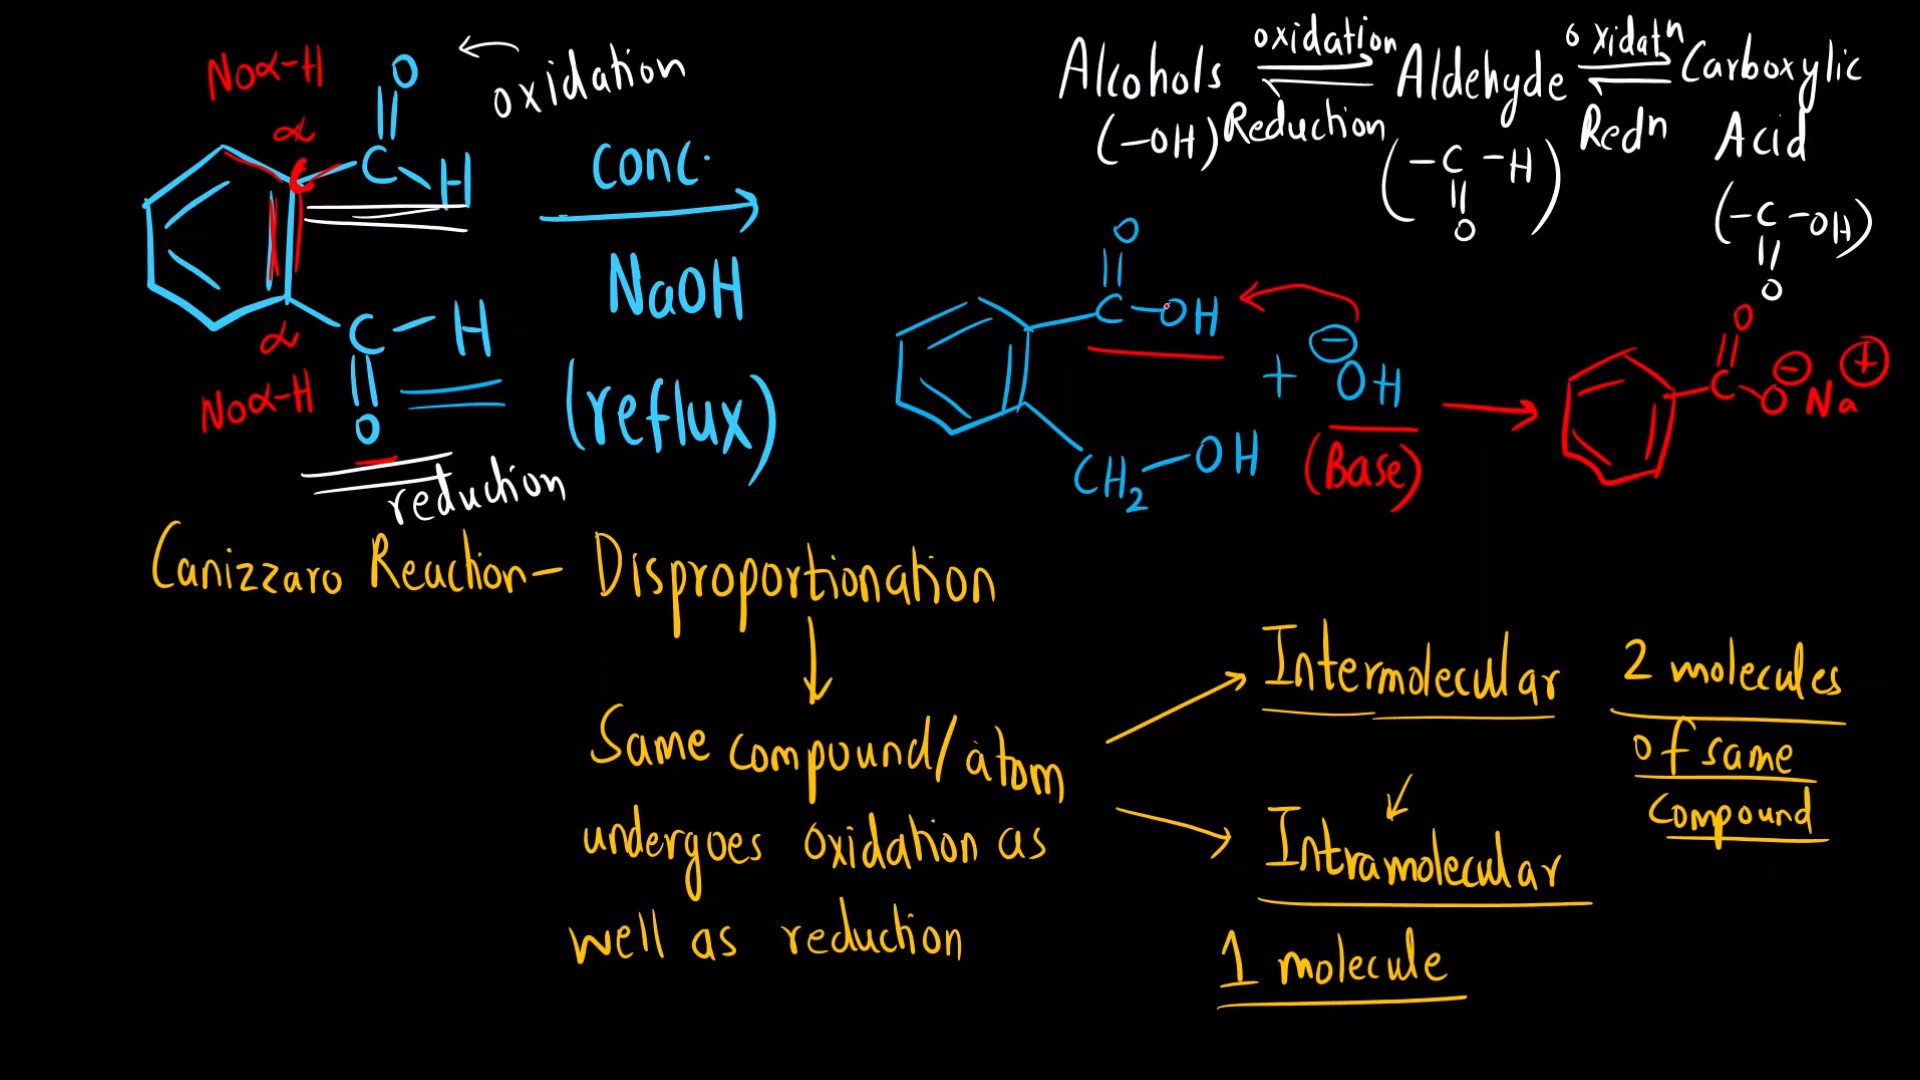 Noα-H
α
O
C
H
oxidation
conc.
NaOH
(reflux)
α
Noα-H
C-H
O
reduction
Alcohols
(-OH)
oxidation
Reduction
Aldehyde
(-C-H)
O
oxidatn
Redn
Carboxylic
Acid
(-C-OH)
O
O
C-OH
CH2-OH
+
⊖OH
(Base)
O
C
O⊖Na⊕
Canizzaro Reaction- Disproportionation
Same compound/atom
undergoes oxidation as
well as reduction
Intermolecular
2 molecules
of same
compound
Intramolecular
1 molecule